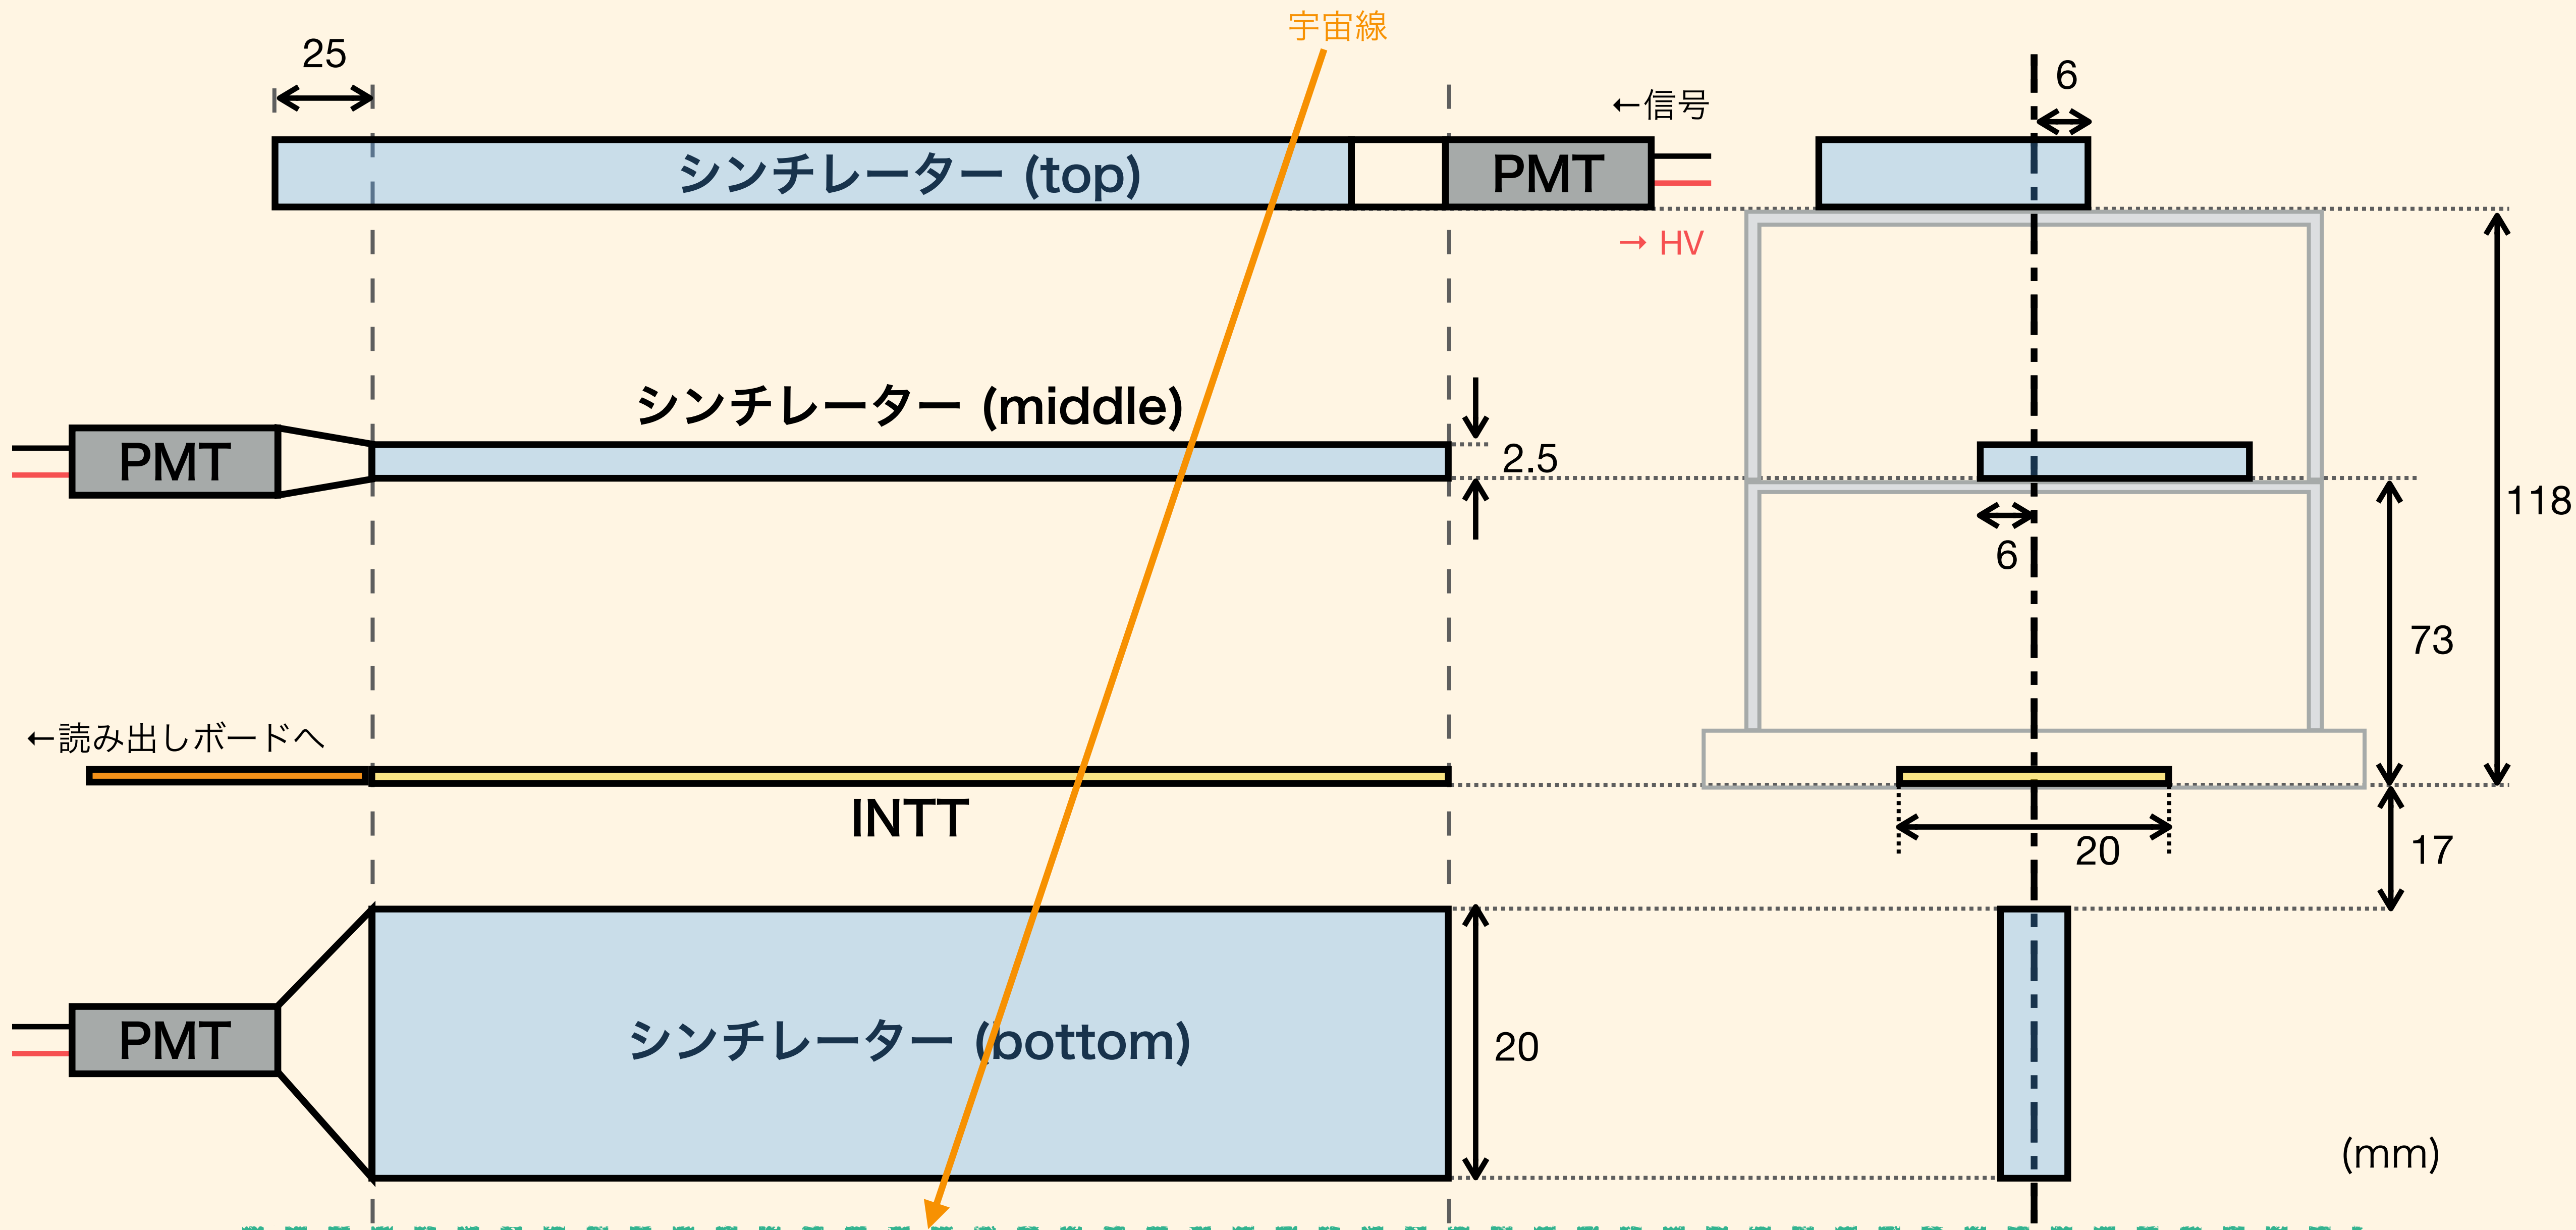 宇宙線
25
6
←信号
シンチレーター (top)
PMT
→ HV
シンチレーター (middle)
PMT
2.5
118
6
73
←読み出しボードへ
INTT
20
17
シンチレーター (bottom)
PMT
20
(mm)